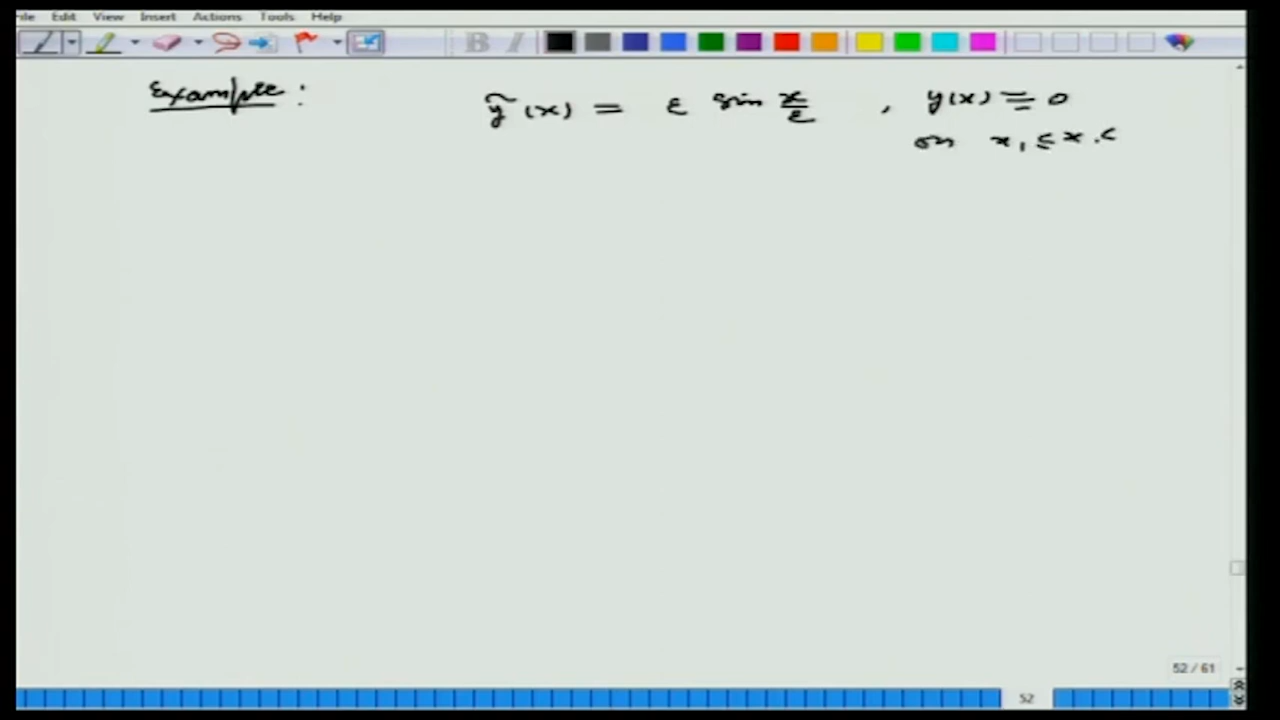 File Edit View Insert Actions Tools Help
Example :
ỹ(x) = ε sin x/ε , y(x) = 0
on x₁ ≤ x <
52 / 61
52